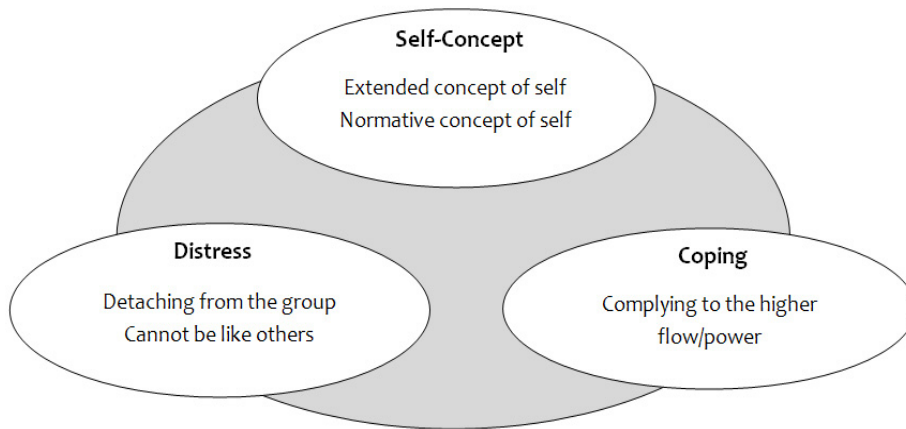 Self-Concept
Extended concept of self
Normative concept of self
Distress
Detaching from the group
Cannot be like others
Coping
Complying to the higher
flow/power